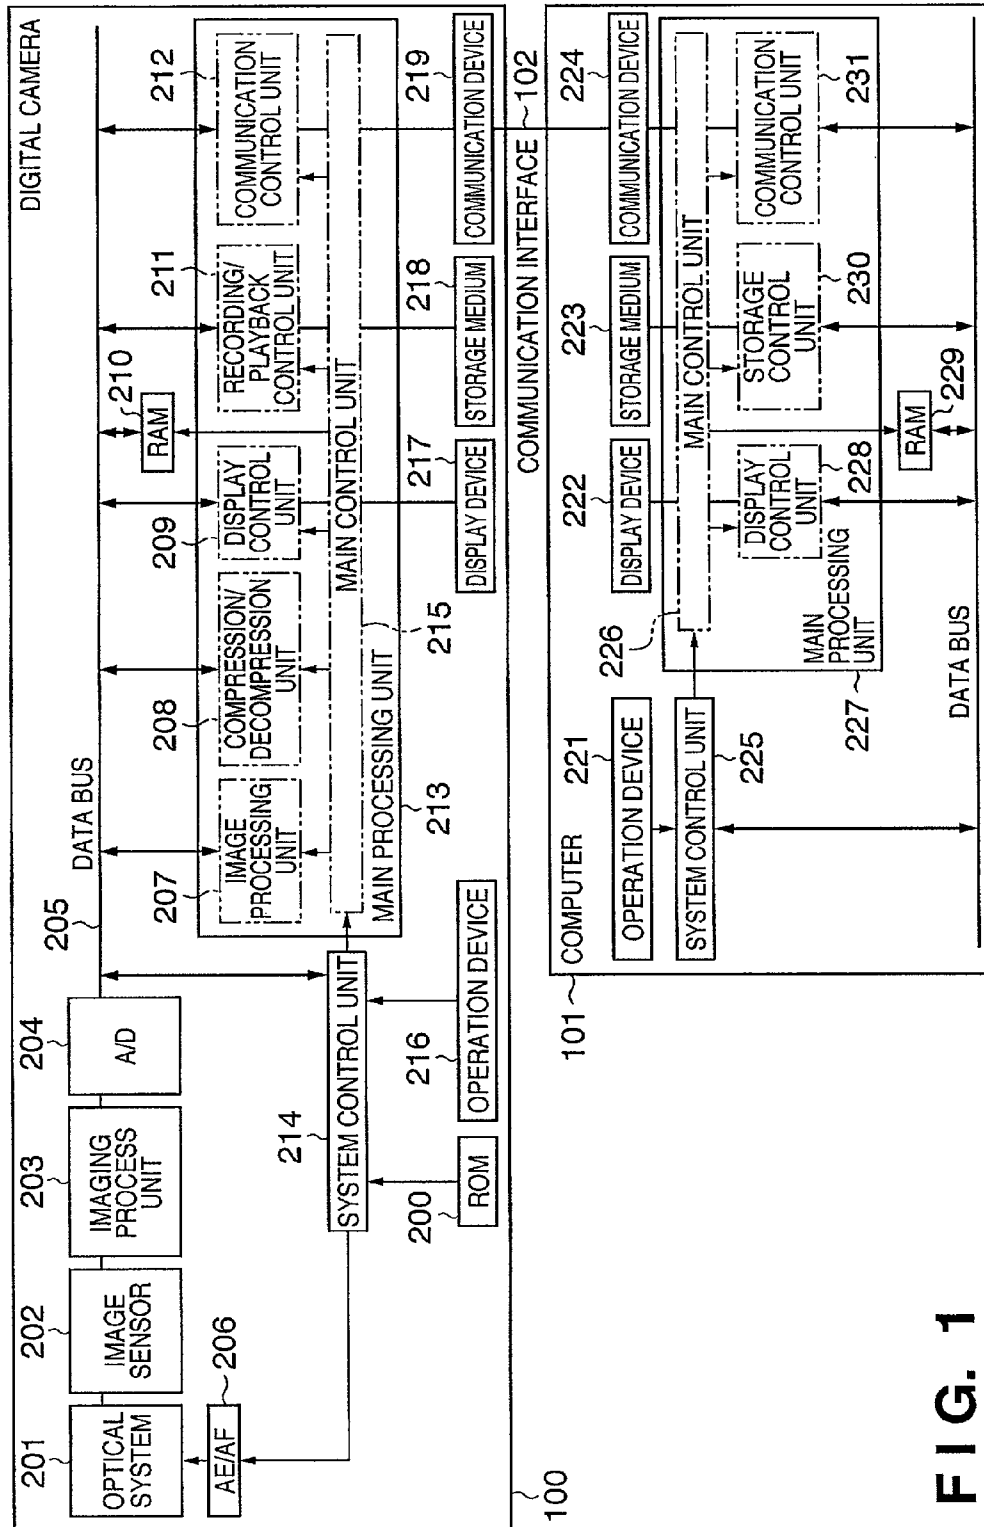 DIGITAL CAMERA
201
202
203
204
205
OPTICAL
SYSTEM
IMAGE
SENSOR
IMAGING
PROCESS
UNIT
A/D
DATA BUS
210
RAM
206
AE/AF
207
208
209
211
212
IMAGE
PROCESSING
UNIT
COMPRESSION/
DECOMPRESSION
UNIT
DISPLAY
CONTROL
UNIT
RECORDING/
PLAYBACK
CONTROL UNIT
COMMUNICATION
CONTROL UNIT
214
SYSTEM CONTROL UNIT
MAIN CONTROL UNIT
215
MAIN PROCESSING UNIT
213
200
216
217
218
219
ROM
OPERATION DEVICE
DISPLAY DEVICE
STORAGE MEDIUM
COMMUNICATION DEVICE
100
COMMUNICATION INTERFACE
102
101
COMPUTER
221
222
223
224
OPERATION DEVICE
DISPLAY DEVICE
STORAGE MEDIUM
COMMUNICATION DEVICE
226
SYSTEM CONTROL UNIT
225
MAIN CONTROL UNIT
DISPLAY
CONTROL
UNIT
STORAGE
CONTROL
UNIT
COMMUNICATION
CONTROL UNIT
228
230
231
MAIN
PROCESSING
UNIT
227
RAM
229
DATA BUS
FIG. 1